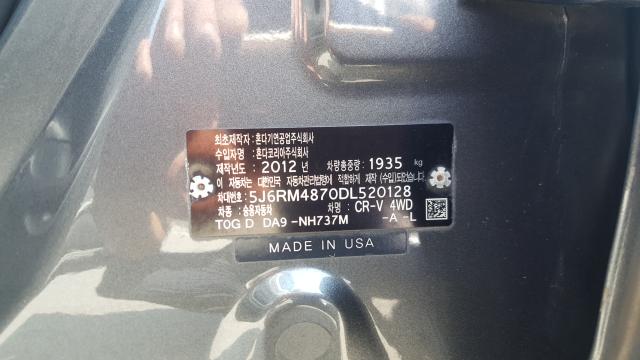 최초제작자 : 혼다기연공업주식회사
수입자명 : 혼다코리아주식회사
제작년도 : 2012 년 차량총중량 : 1935 kg
이 자동차는 대한민국 자동차관리법령에 적합하게 제작 (수입)되었습니다.
차대번호 : 5J6RM4870DL520128
차종 : 승용자동차 차명 : CR-V 4WD
TOG D DA9 -NH737M -A -L
MADE IN USA